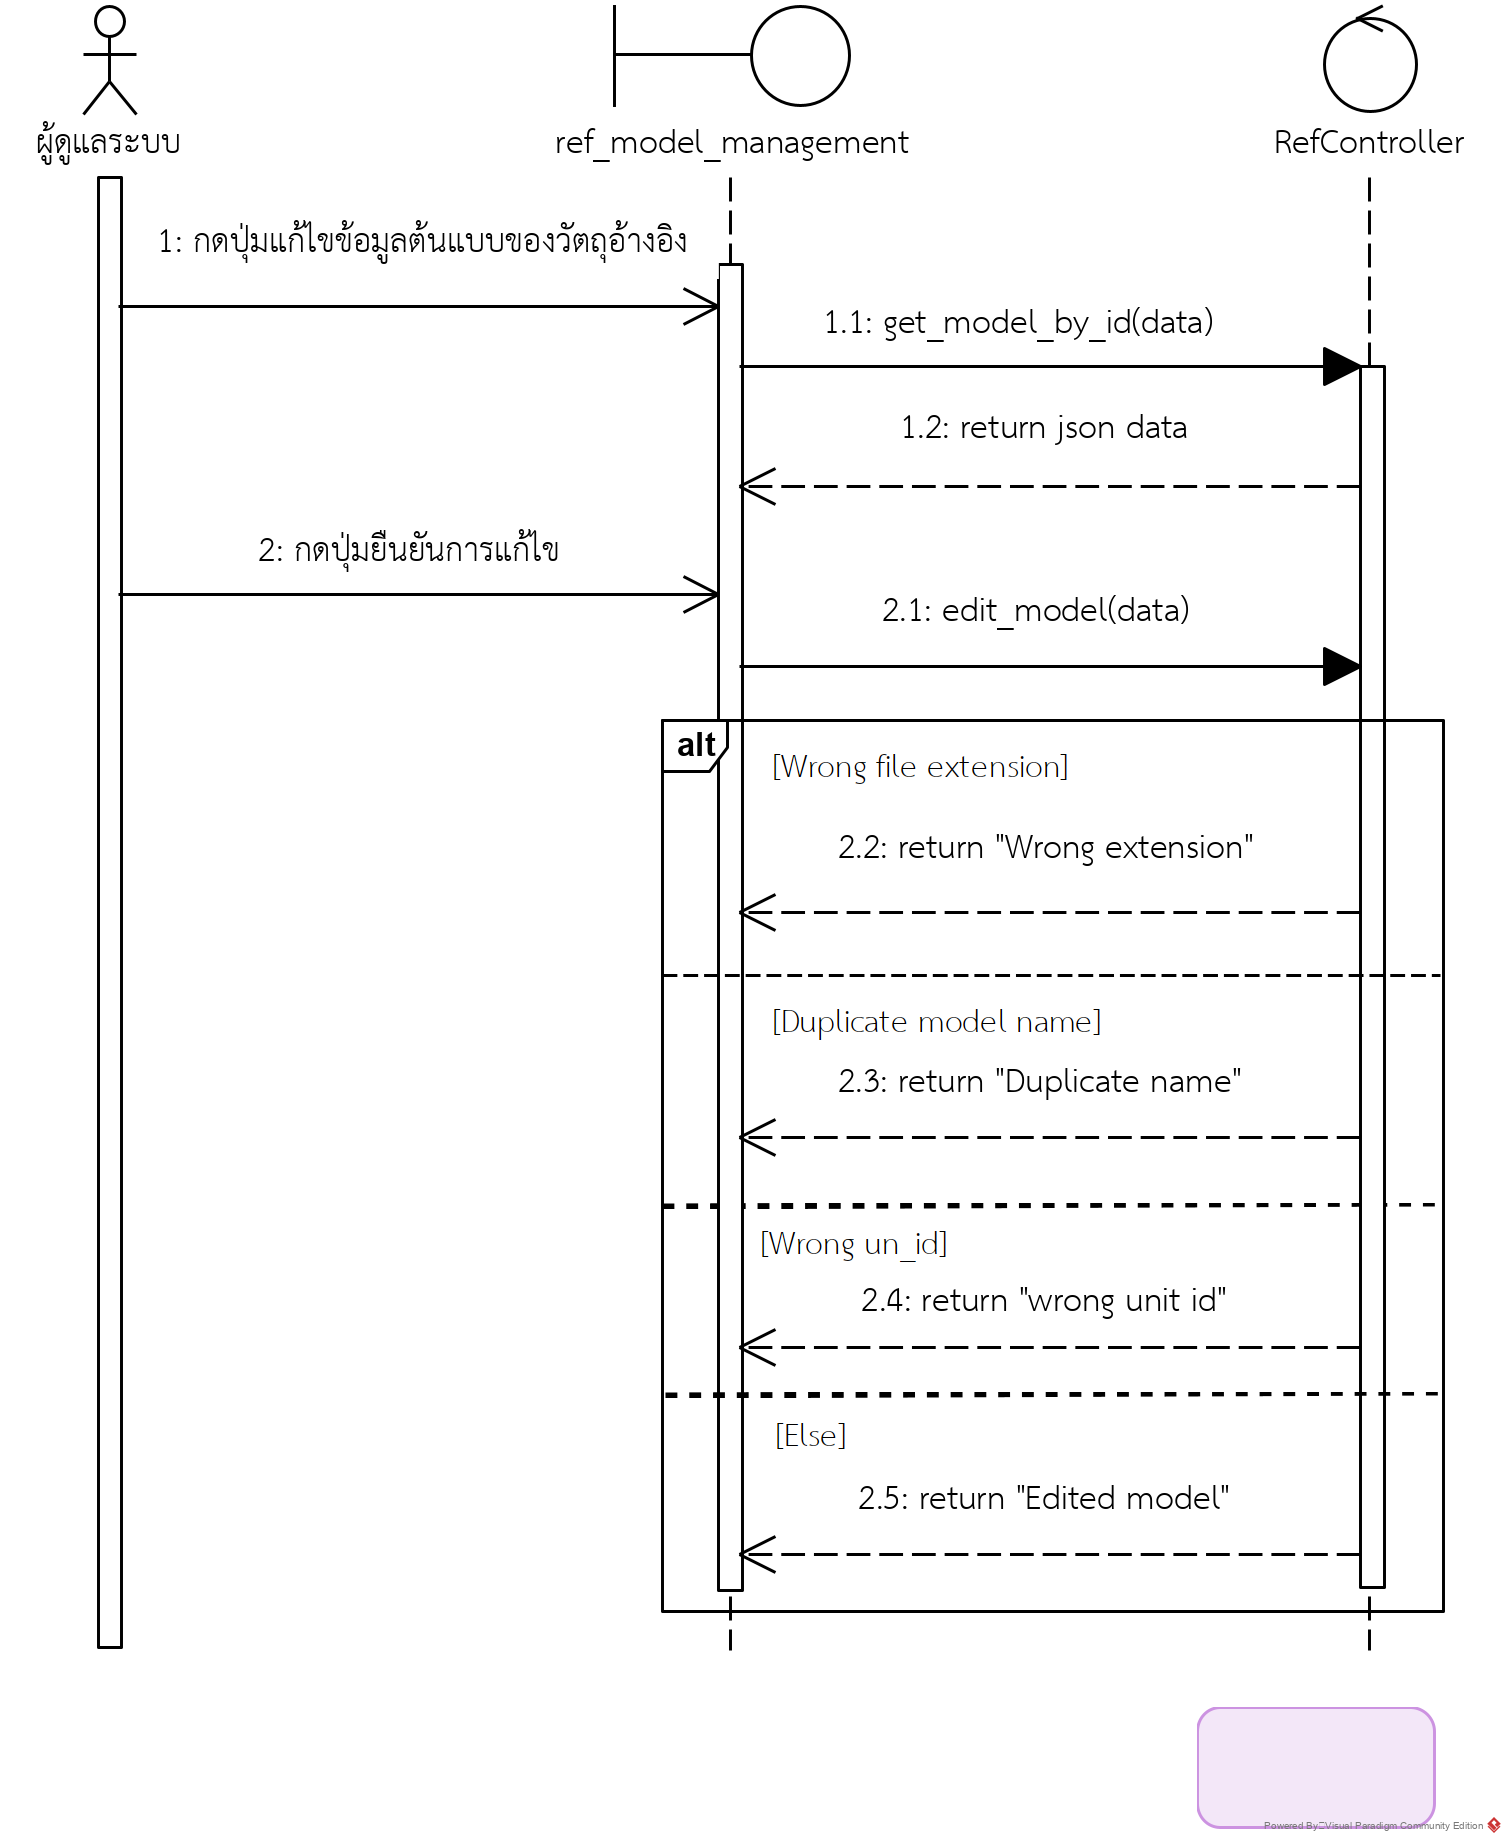 ผู้ดูแลระบบ
ref_model_management
RefController
1: กดปุ่มแก้ไขข้อมูลต้นแบบของวัตถุอ้างอิง
1.1: get_model_by_id(data)
1.2: return json data
2: กดปุ่มยืนยันการแก้ไข
2.1: edit_model(data)
alt
[Wrong file extension]
2.2: return "Wrong extension"
[Duplicate model name]
2.3: return "Duplicate name"
[Wrong un_id]
2.4: return "wrong unit id"
[Else]
2.5: return "Edited model"
Powered By Visual Paradigm Community Edition